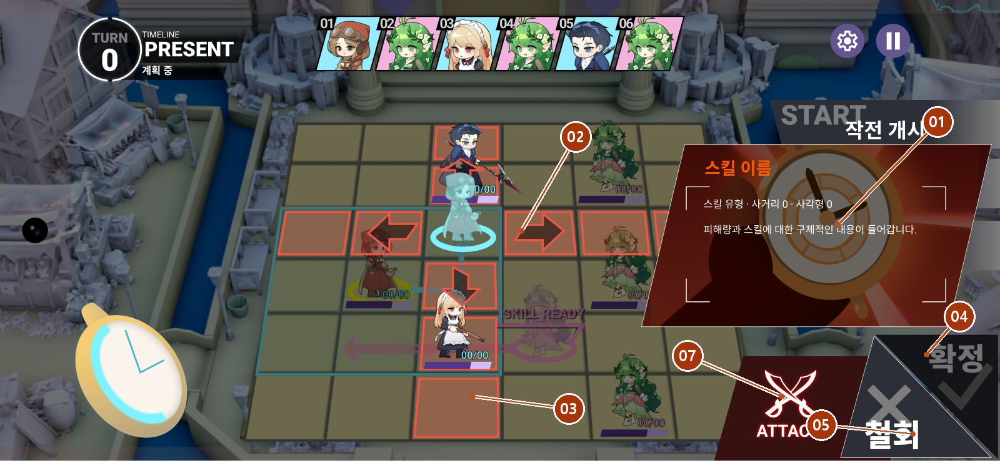 TURN
0
TIMELINE
PRESENT
계획 중
01
02
03
04
05
06
START
작전 개시
01
02
스킬 이름
스킬 유형 · 사거리 0 · 사각형 0
피해량과 스킬에 대한 구체적인 내용이 들어갑니다.
0/00
00/00
00/00
00/0
SKILL READY
00/00
00/00
03
04
확정
07
ATTAC
05
철회